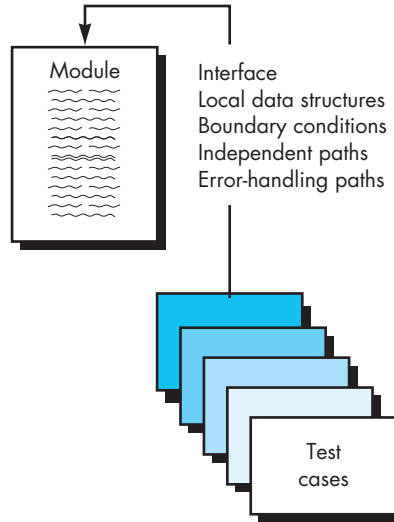 Module
Interface
Local data structures
Boundary conditions
Independent paths
Error-handling paths
Test
cases